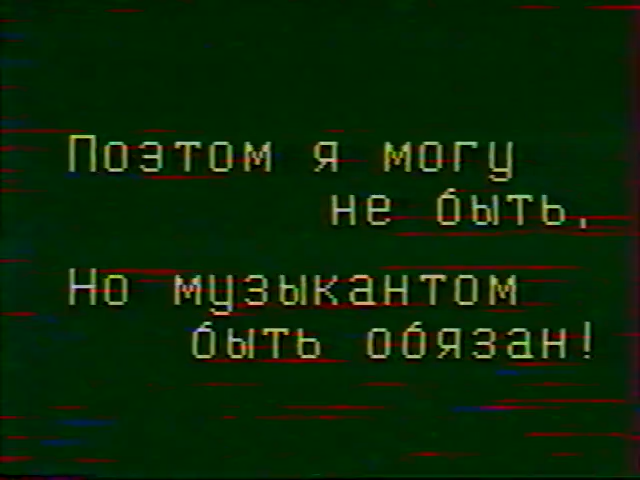 Поэтом я могу
не быть,
Но музыкантом
быть обязан!